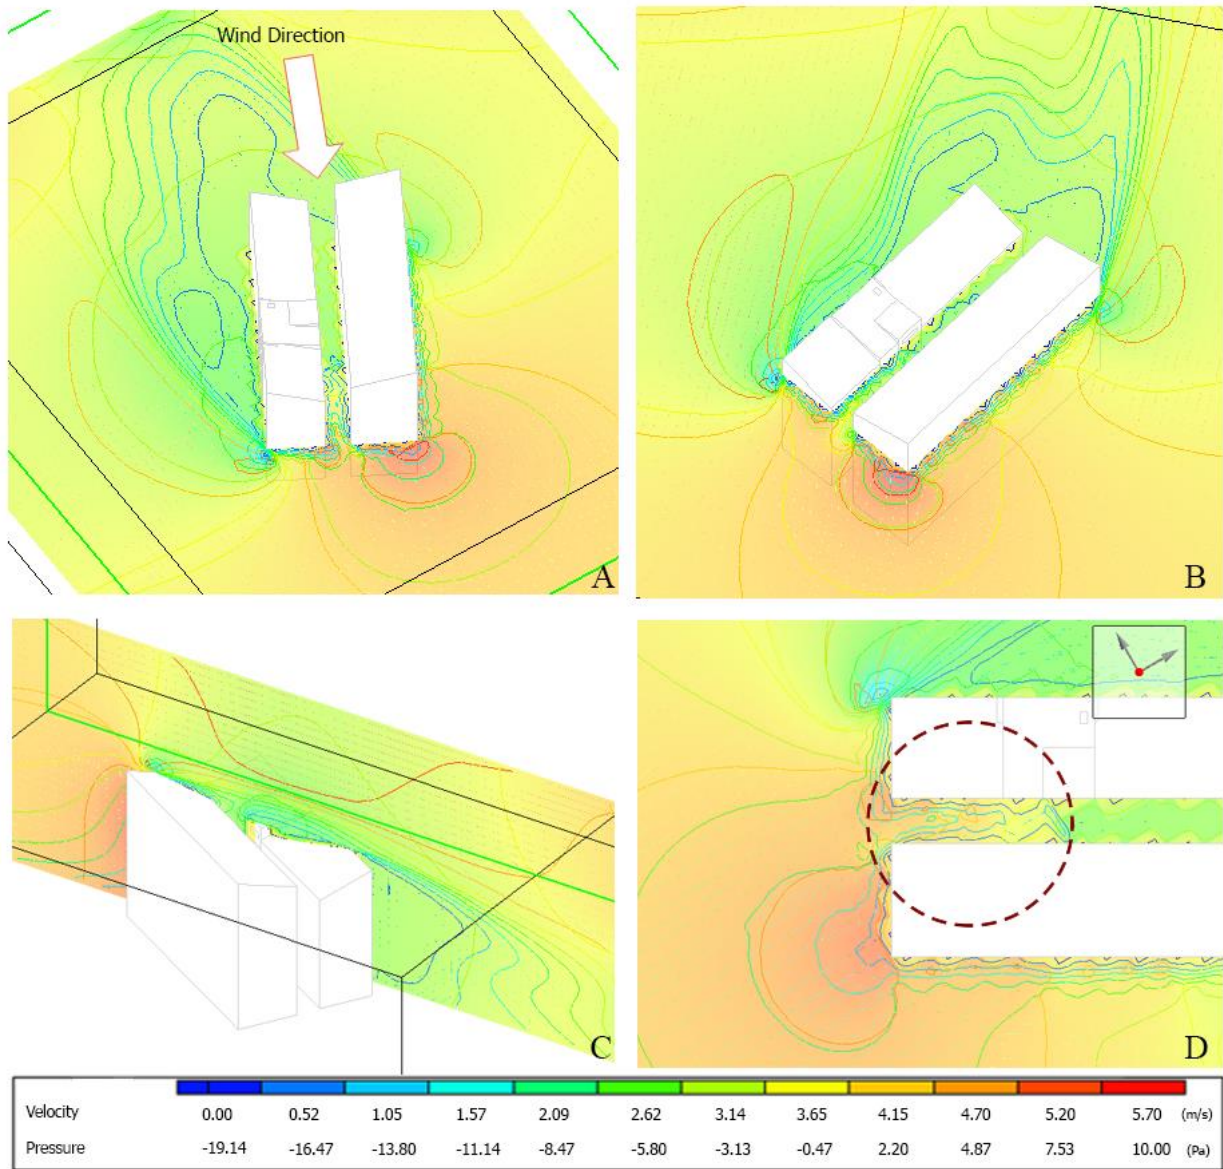 Wind Direction
A
B
C
D
Velocity 0.00 0.52 1.05 1.57 2.09 2.62 3.14 3.65 4.15 4.70 5.20 5.70 (m/s)
Pressure -19.14 -16.47 -13.80 -11.14 -8.47 -5.80 -3.13 -0.47 2.20 4.87 7.53 10.00 (Pa)